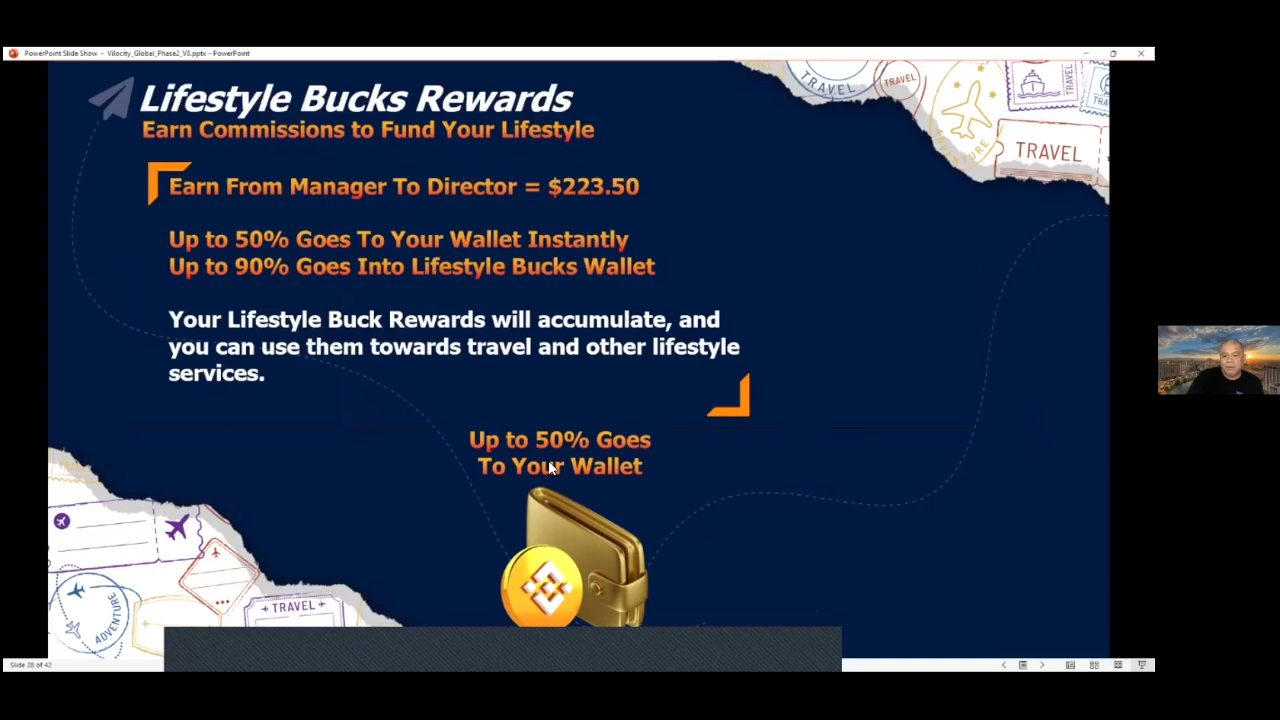 PowerPoint Slide Show - Vilocity_Global_Phase2_V8.pptx - PowerPoint
Lifestyle Bucks Rewards
Earn Commissions to Fund Your Lifestyle
Earn From Manager To Director = $223.50
Up to 50% Goes To Your Wallet Instantly
Up to 90% Goes Into Lifestyle Bucks Wallet
Your Lifestyle Buck Rewards will accumulate, and
you can use them towards travel and other lifestyle
services.
Up to 50% Goes
To Your Wallet
TRAVEL
TRAVEL
TRAVEL
ADVENTURE
TRAVEL
ADVENTURE
TRAVEL
Slide 28 of 42